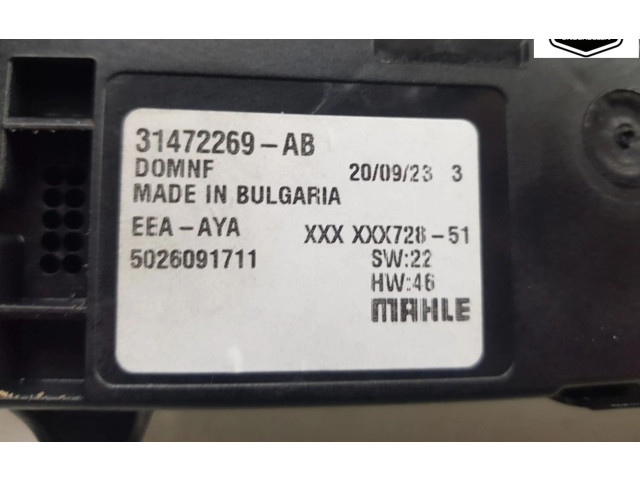 31472269-AB
DOMNF 20/09/23 3
MADE IN BULGARIA
EEA-AYA XXX XXX728-51
5026091711 SW:22
HW:46
MAHLE